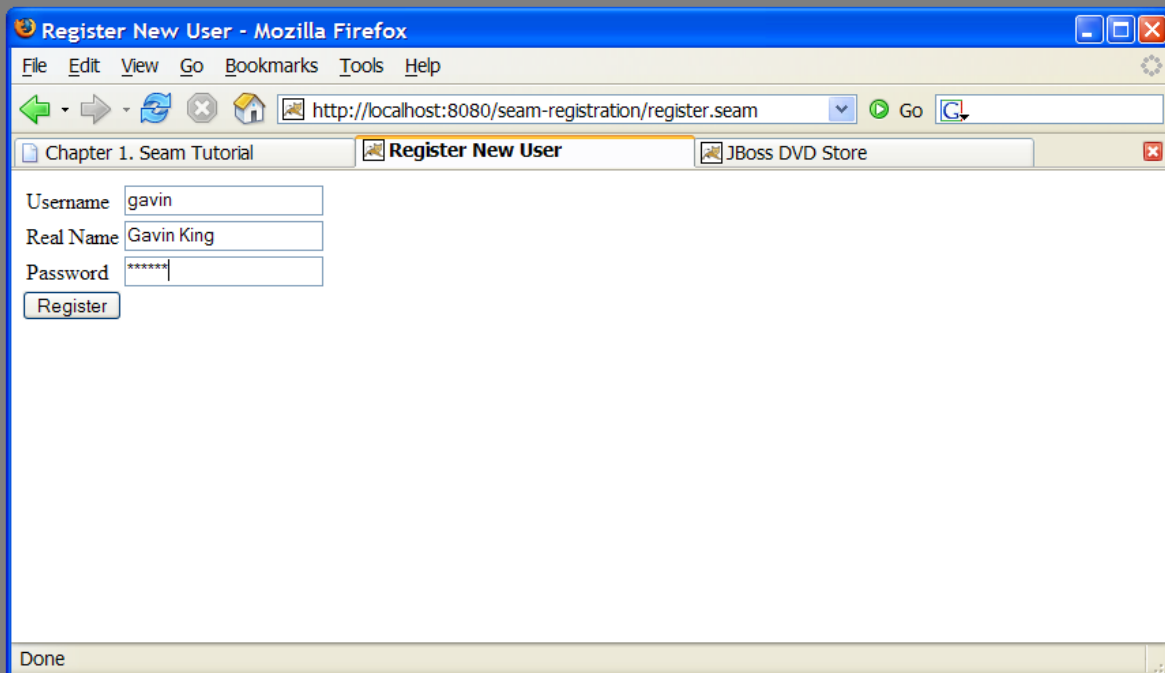 Register New User - Mozilla Firefox
File Edit View Go Bookmarks Tools Help
http://localhost:8080/seam-registration/register.seam Go G
Chapter 1. Seam Tutorial Register New User JBoss DVD Store
Username gavin
Real Name Gavin King
Password ******
Register
Done